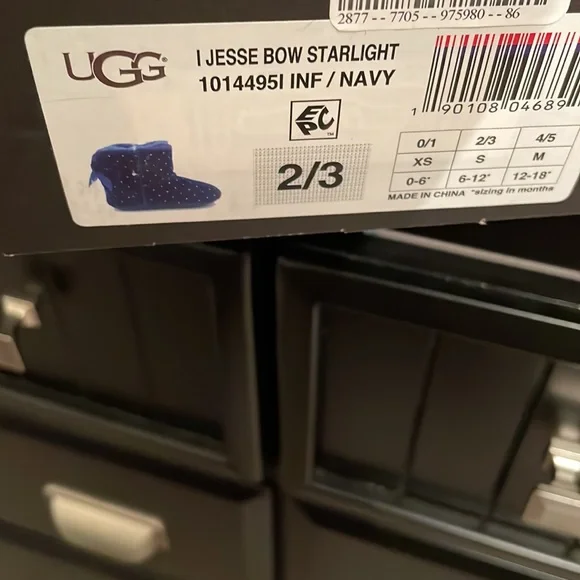 2877--7705--975980--86
UGG
I JESSE BOW STARLIGHT
1014495I INF / NAVY
EPC™
2/3
1 90108 04689
0/1 2/3 4/5
XS S M
0-6* 6-12* 12-18*
MADE IN CHINA *sizing in months